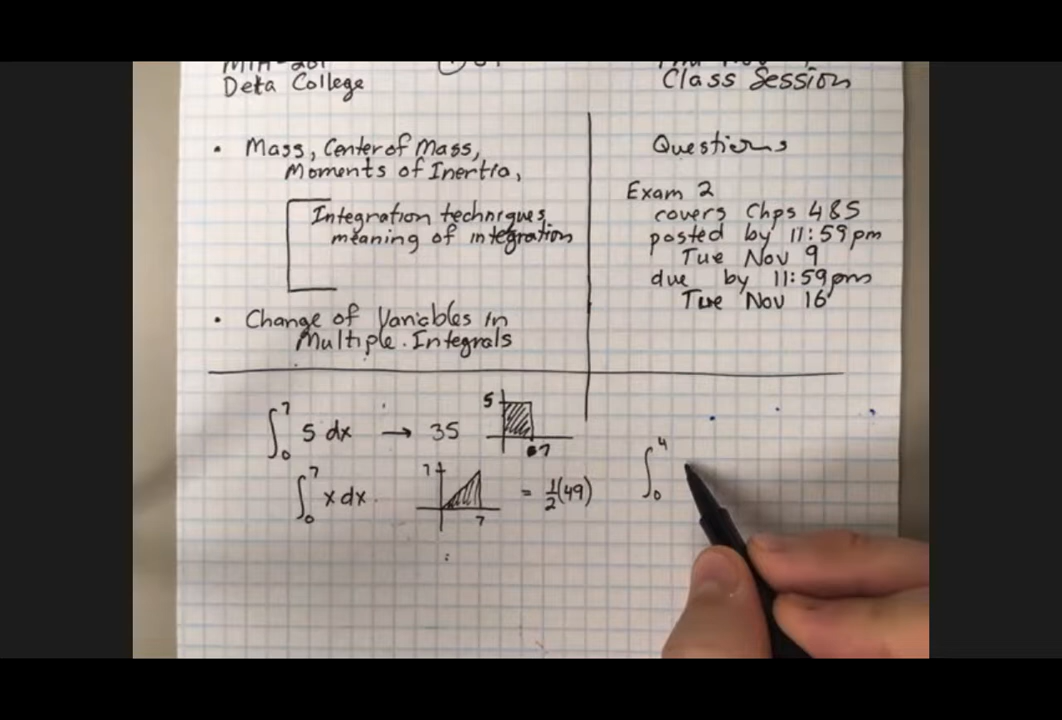 Delta College
Class Session
• Mass, Center of Mass,
Moments of Inertia,
Integration techniques
meaning of integration
• Change of Variables in
Multiple Integrals
Questions
Exam 2
covers Chps 4&5
posted by 11:59pm
Tue Nov 9
due by 11:59pm
Tue Nov 16
∫₀⁷ 5 dx → 35
5
7
∫₀⁷ x dx
7
7
= ½(49)
∫₀⁴